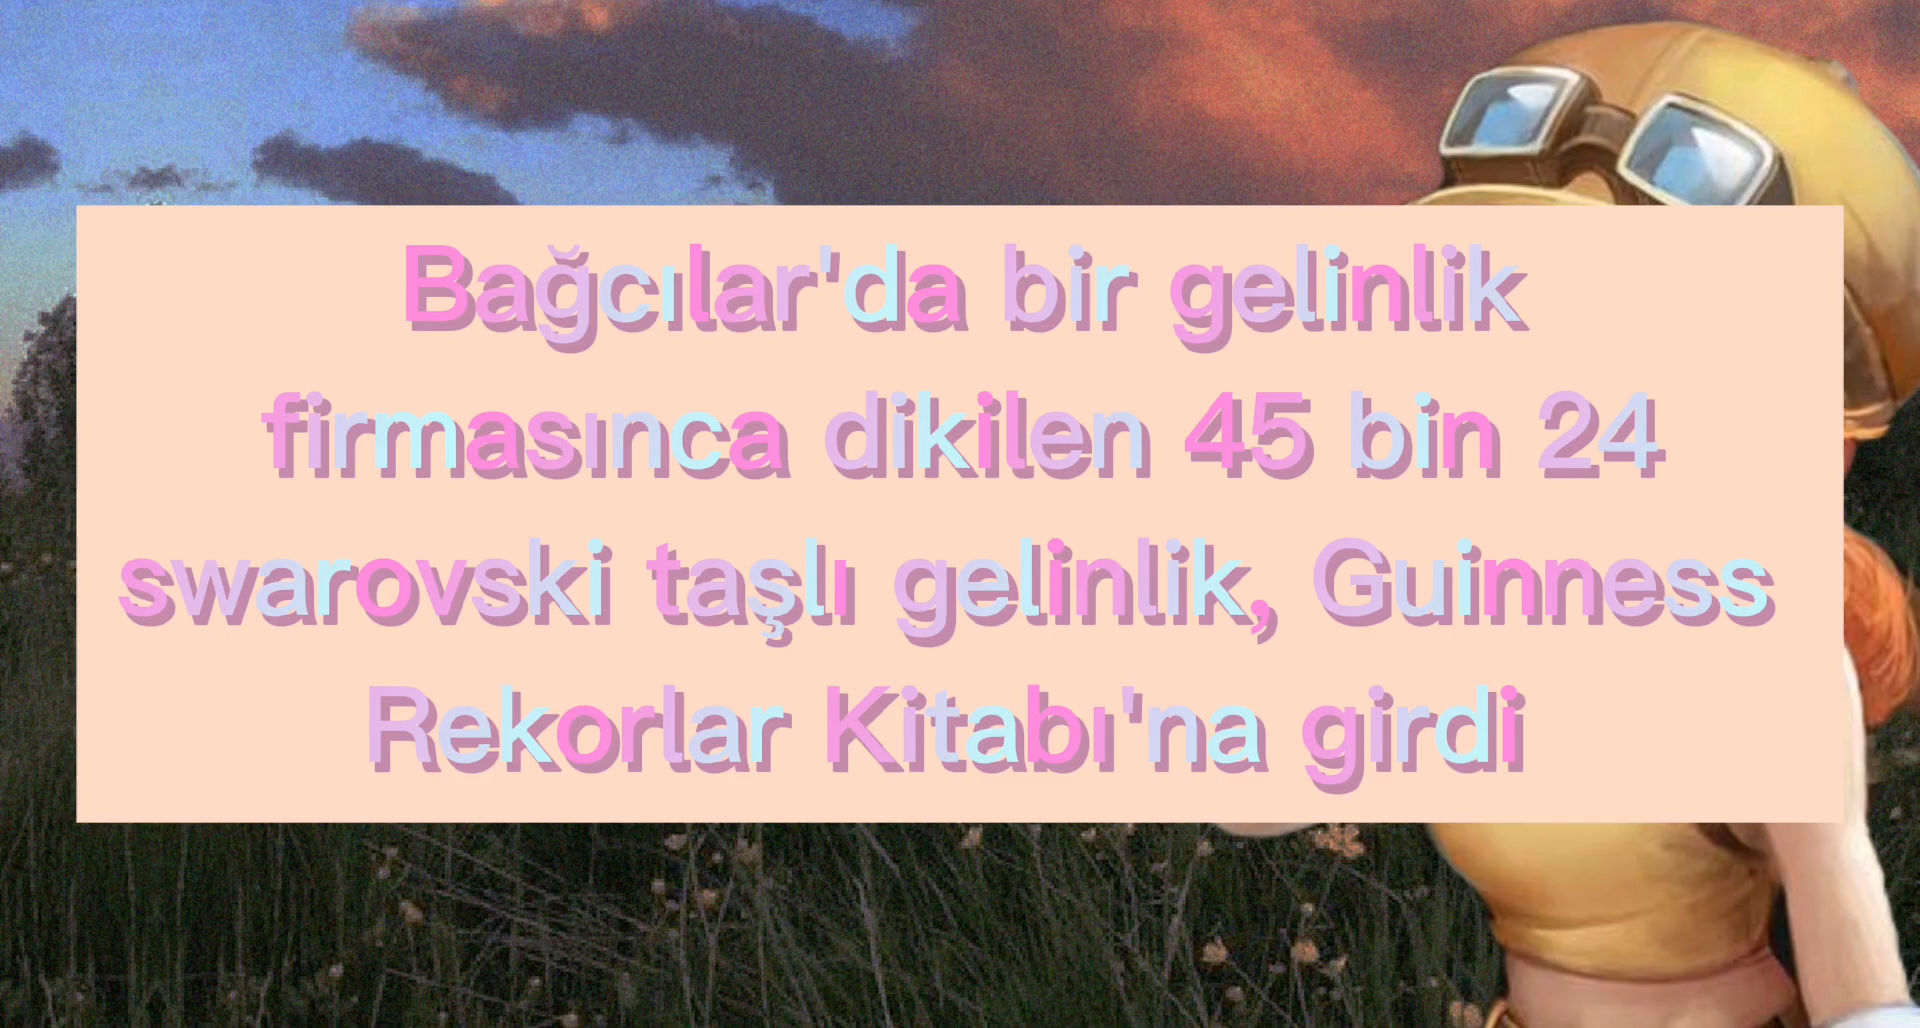 Bağcılar'da bir gelinlik
firmasınca dikilen 45 bin 24
swarovski taşlı gelinlik, Guinness
Rekorlar Kitabı'na girdi